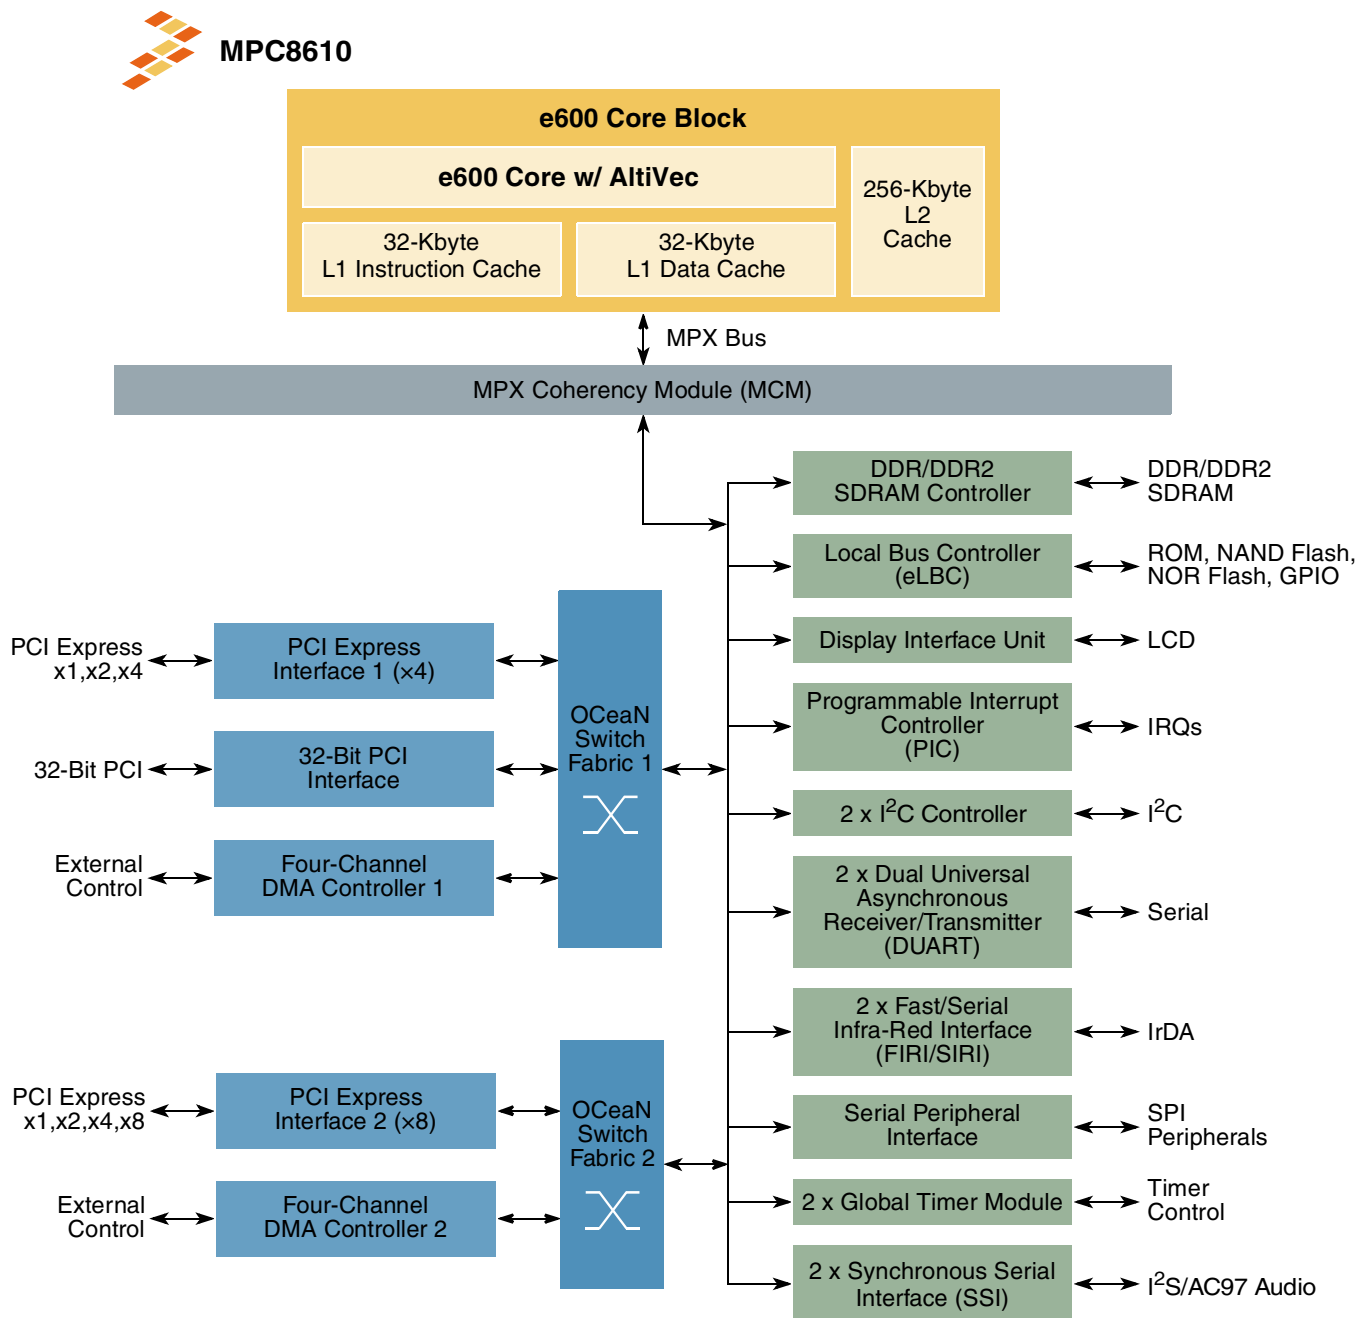 MPC8610
e600 Core Block
e600 Core w/ AltiVec
256-Kbyte
L2
Cache
32-Kbyte
L1 Instruction Cache
32-Kbyte
L1 Data Cache
MPX Bus
MPX Coherency Module (MCM)
DDR/DDR2
SDRAM Controller
DDR/DDR2
SDRAM
Local Bus Controller
(eLBC)
ROM, NAND Flash,
NOR Flash, GPIO
Display Interface Unit
LCD
Programmable Interrupt
Controller
(PIC)
IRQs
2 x I²C Controller
I²C
2 x Dual Universal
Asynchronous
Receiver/Transmitter
(DUART)
Serial
2 x Fast/Serial
Infra-Red Interface
(FIRI/SIRI)
IrDA
Serial Peripheral
Interface
SPI
Peripherals
2 x Global Timer Module
Timer
Control
2 x Synchronous Serial
Interface (SSI)
I²S/AC97 Audio
PCI Express
x1,x2,x4
PCI Express
Interface 1 (×4)
32-Bit PCI
32-Bit PCI
Interface
External
Control
Four-Channel
DMA Controller 1
OCeaN
Switch
Fabric 1
PCI Express
x1,x2,x4,x8
PCI Express
Interface 2 (×8)
External
Control
Four-Channel
DMA Controller 2
OCeaN
Switch
Fabric 2